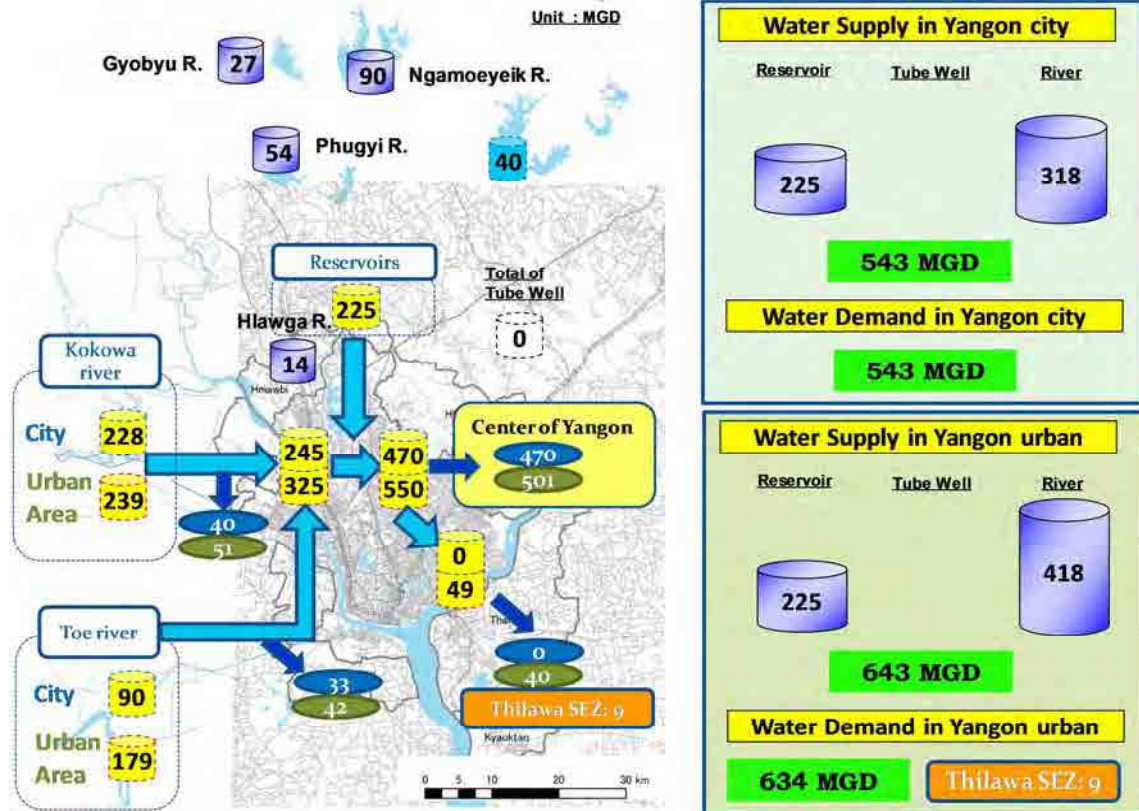 Unit : MGD
Gyobyu R.
27
90
Ngamoeyeik R.
54
Phugyi R.
40
Reservoirs
225
Total of
Tube Well
0
Hlawga R.
14
Hmawbi
Kokowa
river
City
228
Urban
Area
239
245
325
470
550
Center of Yangon
470
501
40
51
0
49
Toe river
City
90
Urban
Area
179
33
42
0
40
Thilawa SEZ: 9
Kyauktan
0 5 10 20 30 km
Water Supply in Yangon city
Reservoir
Tube Well
River
225
318
543 MGD
Water Demand in Yangon city
543 MGD
Water Supply in Yangon urban
Reservoir
Tube Well
River
225
418
643 MGD
Water Demand in Yangon urban
634 MGD
Thilawa SEZ: 9